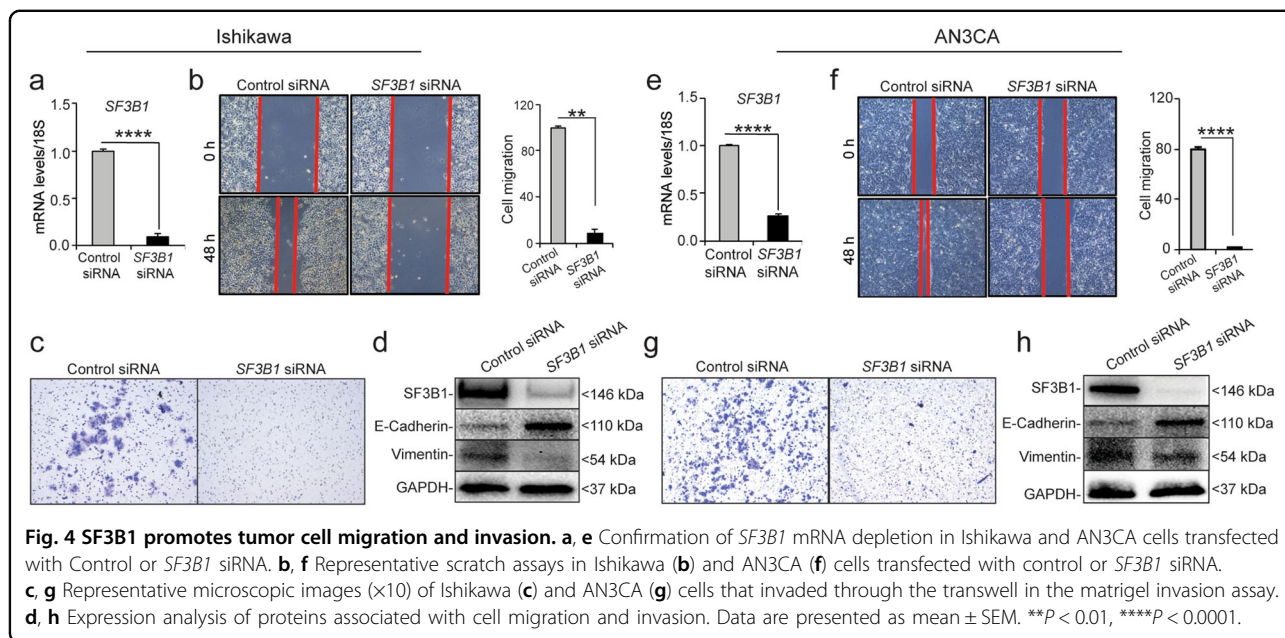 Ishikawa
AN3CA
a
SF3B1
mRNA levels/18S
1.5
1.0
0.5
0.0
****
Control siRNA
SF3B1 siRNA
b
Control siRNA
SF3B1 siRNA
0 h
48 h
Cell migration
120
80
40
0
**
Control siRNA
SF3B1 siRNA
e
SF3B1
mRNA levels/18S
1.5
1.0
0.5
0
****
Control siRNA
SF3B1 siRNA
f
Control siRNA
SF3B1 siRNA
0 h
48 h
Cell migration
120
80
40
0
****
Control siRNA
SF3B1 siRNA
c
Control siRNA
SF3B1 siRNA
d
Control siRNA
SF3B1 siRNA
SF3B1-
<146 kDa
E-Cadherin-
<110 kDa
Vimentin-
<54 kDa
GAPDH-
<37 kDa
g
Control siRNA
SF3B1 siRNA
h
Control siRNA
SF3B1 siRNA
SF3B1-
<146 kDa
E-Cadherin-
<110 kDa
Vimentin-
<54 kDa
GAPDH-
<37 kDa
Fig. 4 SF3B1 promotes tumor cell migration and invasion. a, e Confirmation of SF3B1 mRNA depletion in Ishikawa and AN3CA cells transfected
with Control or SF3B1 siRNA. b, f Representative scratch assays in Ishikawa (b) and AN3CA (f) cells transfected with control or SF3B1 siRNA.
c, g Representative microscopic images (×10) of Ishikawa (c) and AN3CA (g) cells that invaded through the transwell in the matrigel invasion assay.
d, h Expression analysis of proteins associated with cell migration and invasion. Data are presented as mean ± SEM. **P < 0.01, ****P < 0.0001.